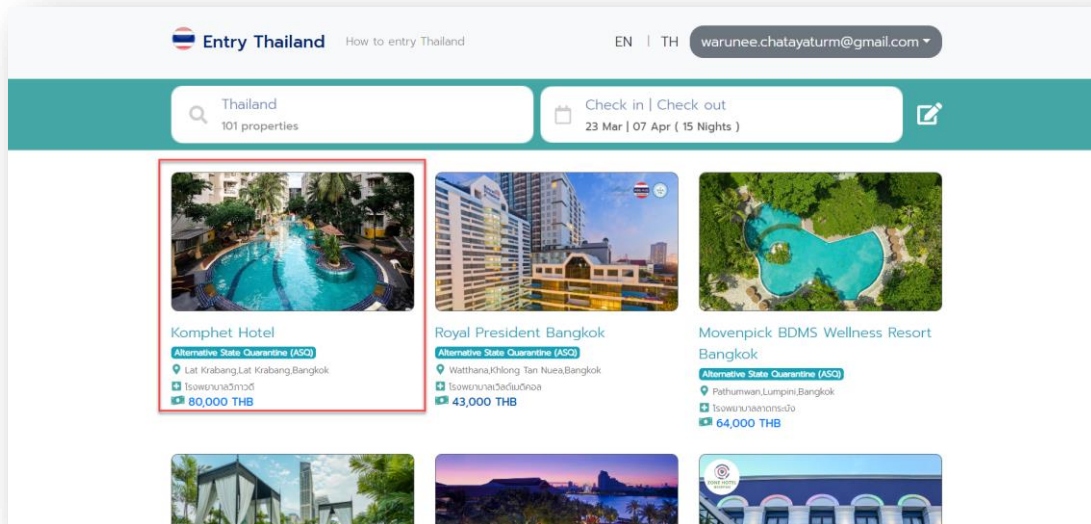 Entry Thailand
How to entry Thailand
EN | TH
warunee.chatayaturm@gmail.com
Thailand
101 properties
Check in | Check out
23 Mar | 07 Apr ( 15 Nights )
Komphet Hotel
Alternative State Quarantine (ASQ)
Lat Krabang,Lat Krabang,Bangkok
โรงพยาบาลวิภาวดี
80,000 THB
Royal President Bangkok
Alternative State Quarantine (ASQ)
Watthana,Khlong Tan Nuea,Bangkok
โรงพยาบาลเวิลด์เมดิคอล
43,000 THB
Movenpick BDMS Wellness Resort
Bangkok
Alternative State Quarantine (ASQ)
Pathumwan,Lumpini,Bangkok
โรงพยาบาลลาดกระบัง
64,000 THB